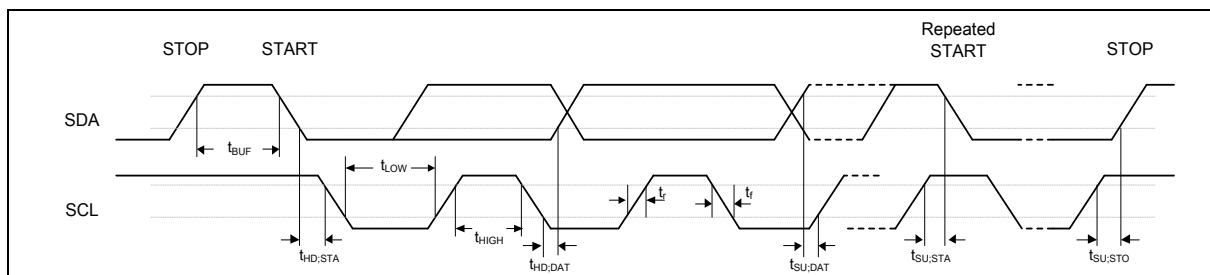 Repeated
STOP START START STOP
SDA
tBUF
tLOW
SCL
tr tf
tHIGH
tHD;STA tHD;DAT tSU;DAT tSU;STA tSU;STO